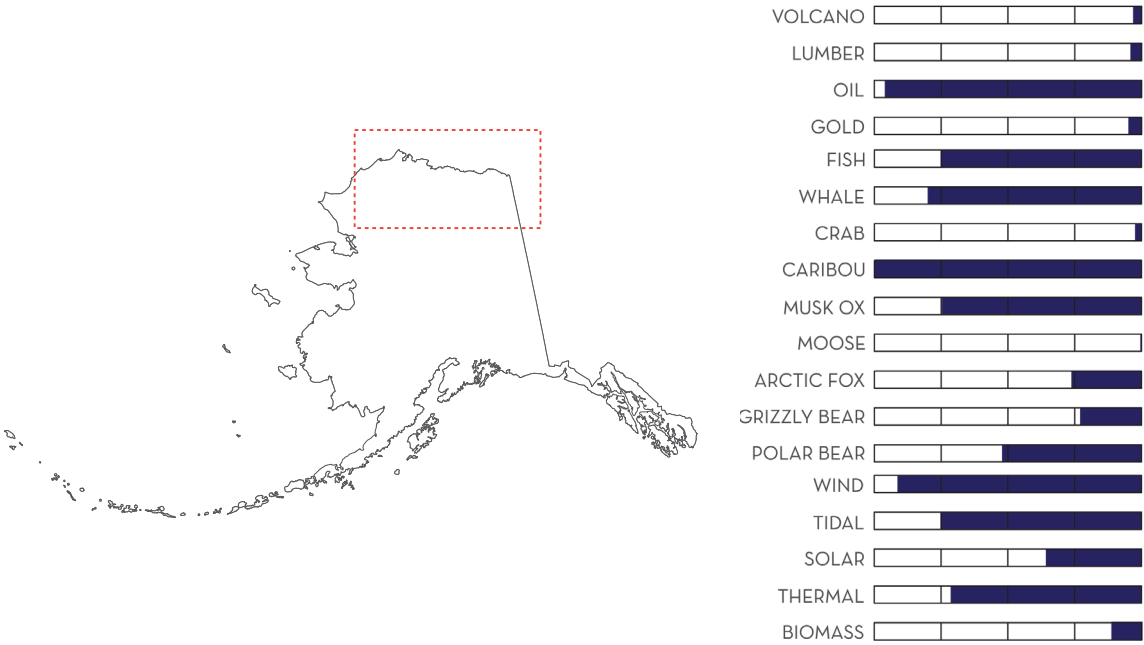 VOLCANO
LUMBER
OIL
GOLD
FISH
WHALE
CRAB
CARIBOU
MUSK OX
MOOSE
ARCTIC FOX
GRIZZLY BEAR
POLAR BEAR
WIND
TIDAL
SOLAR
THERMAL
BIOMASS